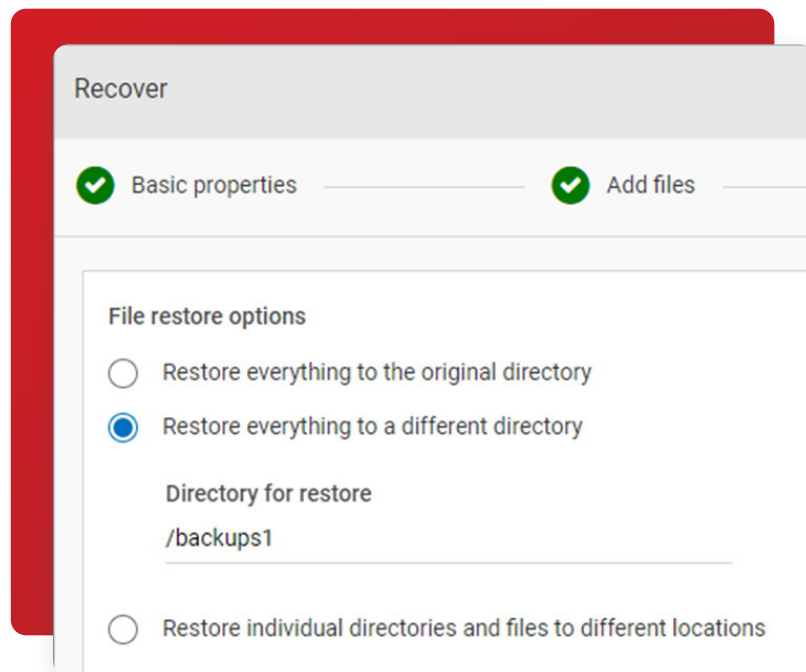 Recover
Basic properties
Add files
File restore options
Restore everything to the original directory
Restore everything to a different directory
Directory for restore
/backups1
Restore individual directories and files to different locations